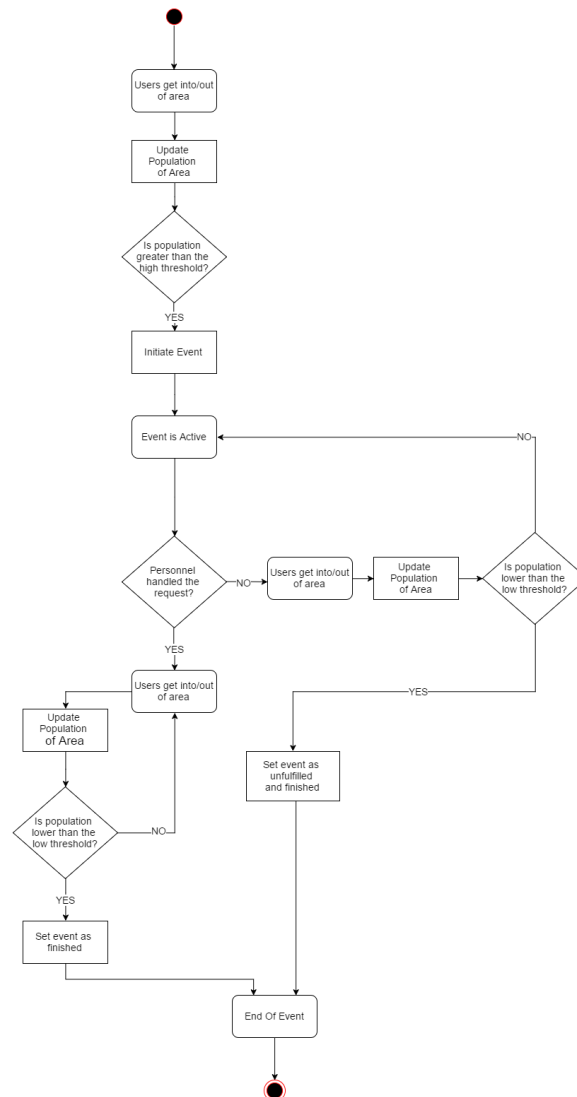 Users get into/out
of area
Update
Population
of Area
Is population
greater than the
high threshold?
YES
Initiate Event
Event is Active
NO
Personnel
handled the
request?
NO
Users get into/out
of area
Update
Population
of Area
Is population
lower than the
low threshold?
YES
Users get into/out
of area
YES
Update
Population
of Area
Set event as
unfulfilled
and finished
Is population
lower than the
low threshold?
NO
YES
Set event as
finished
End Of Event